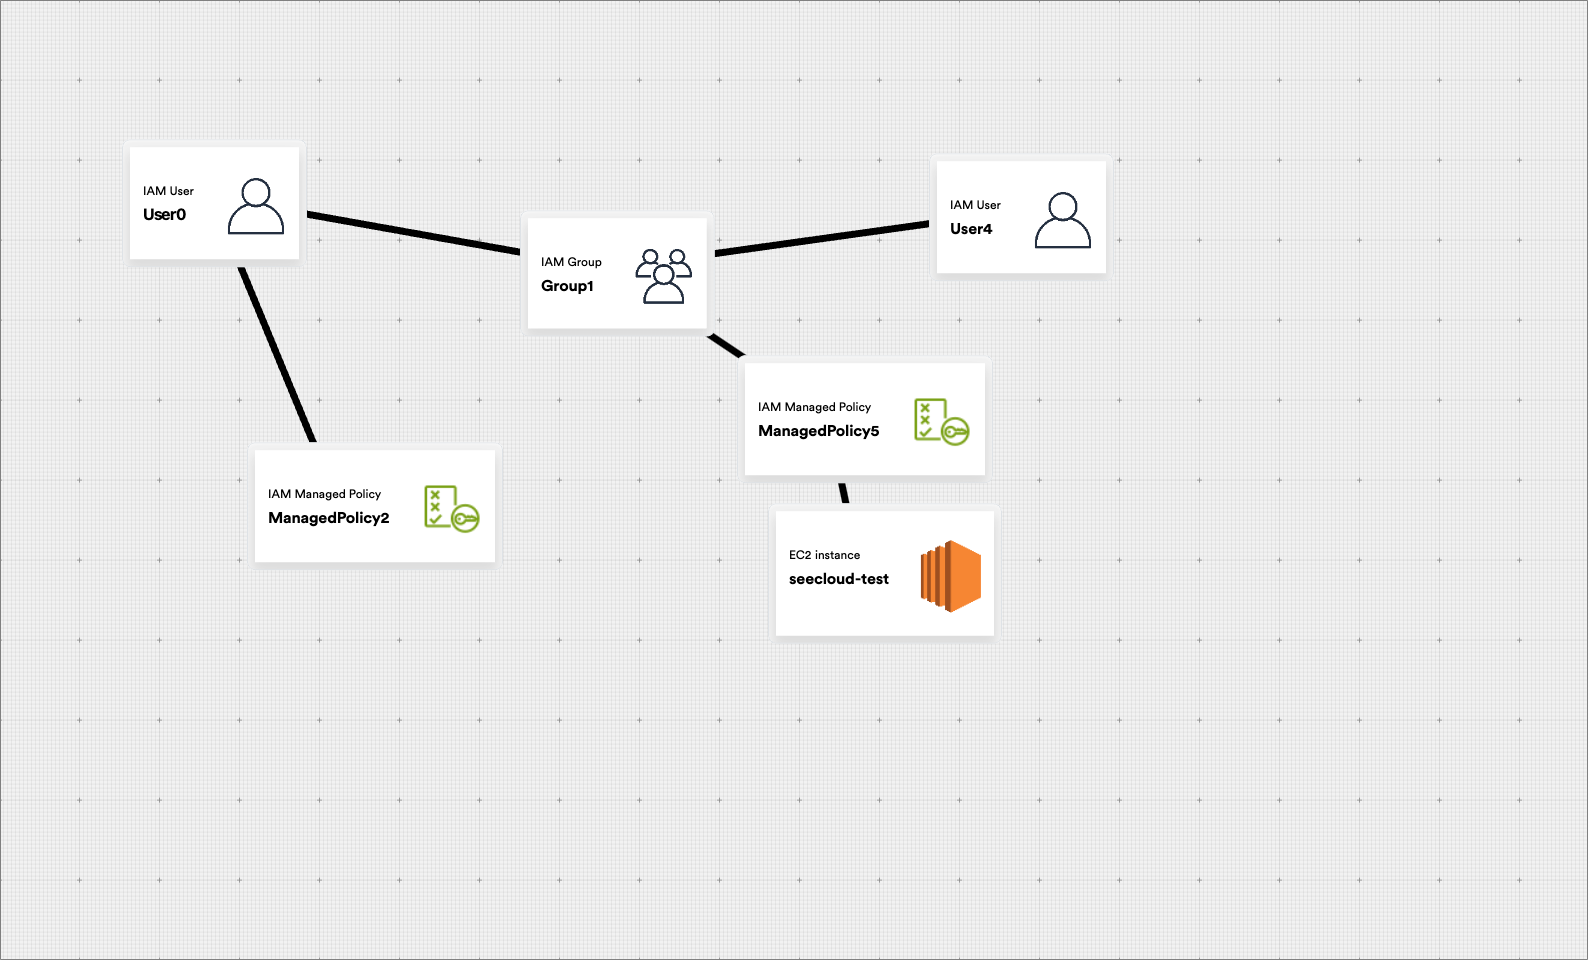 IAM User
User0
IAM User
User4
IAM Group
Group1
IAM Managed Policy
ManagedPolicy5
IAM Managed Policy
ManagedPolicy2
EC2 instance
seecloud-test